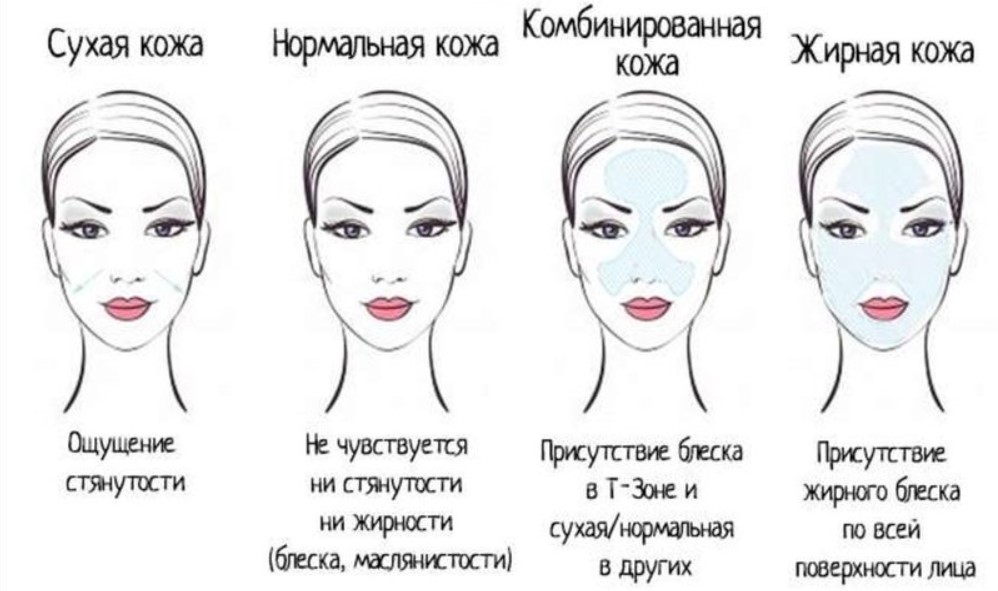 Сухая кожа
Нормальная кожа
Комбинированная
кожа
Жирная кожа
Ощущение
стянутости
Не чувствуется
ни стянутости
ни жирности
(блеска, маслянистости)
Присутствие блеска
в Т-Зоне и
сухая/нормальная
в других
Присутствие
жирного блеска
по всей
поверхности лица